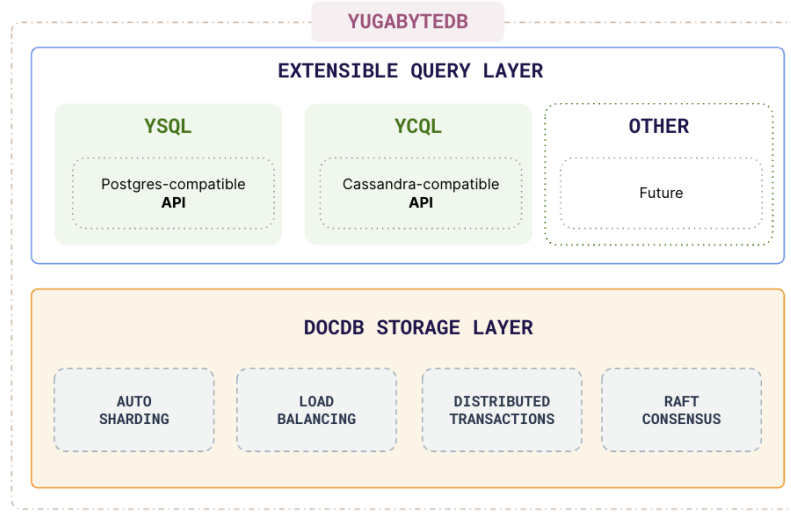 YUGABYTEDB
EXTENSIBLE QUERY LAYER
YSQL
Postgres-compatible
API
YCQL
Cassandra-compatible
API
OTHER
Future
DOCDB STORAGE LAYER
AUTO
SHARDING
LOAD
BALANCING
DISTRIBUTED
TRANSACTIONS
RAFT
CONSENSUS